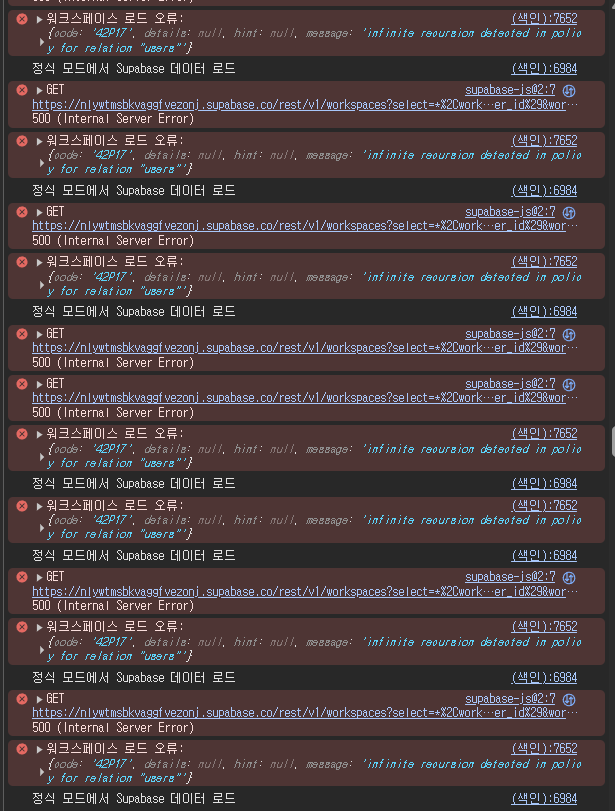 워크스페이스 로드 오류: (색인):7652
{code: '42P17', details: null, hint: null, message: 'infinite recursion detected in polic
y for relation "users"'}
정식 모드에서 Supabase 데이터 로드 (색인):6984
GET supabase-js@2:7
https://nlywtmsbkvaggfvezonj.supabase.co/rest/v1/workspaces?select=*%2Cwork…er_id%29&wor…
500 (Internal Server Error)
워크스페이스 로드 오류: (색인):7652
{code: '42P17', details: null, hint: null, message: 'infinite recursion detected in polic
y for relation "users"'}
정식 모드에서 Supabase 데이터 로드 (색인):6984
GET supabase-js@2:7
https://nlywtmsbkvaggfvezonj.supabase.co/rest/v1/workspaces?select=*%2Cwork…er_id%29&wor…
500 (Internal Server Error)
워크스페이스 로드 오류: (색인):7652
{code: '42P17', details: null, hint: null, message: 'infinite recursion detected in polic
y for relation "users"'}
정식 모드에서 Supabase 데이터 로드 (색인):6984
GET supabase-js@2:7
https://nlywtmsbkvaggfvezonj.supabase.co/rest/v1/workspaces?select=*%2Cwork…er_id%29&wor…
500 (Internal Server Error)
GET supabase-js@2:7
https://nlywtmsbkvaggfvezonj.supabase.co/rest/v1/workspaces?select=*%2Cwork…er_id%29&wor…
500 (Internal Server Error)
워크스페이스 로드 오류: (색인):7652
{code: '42P17', details: null, hint: null, message: 'infinite recursion detected in polic
y for relation "users"'}
정식 모드에서 Supabase 데이터 로드 (색인):6984
워크스페이스 로드 오류: (색인):7652
{code: '42P17', details: null, hint: null, message: 'infinite recursion detected in polic
y for relation "users"'}
정식 모드에서 Supabase 데이터 로드 (색인):6984
GET supabase-js@2:7
https://nlywtmsbkvaggfvezonj.supabase.co/rest/v1/workspaces?select=*%2Cwork…er_id%29&wor…
500 (Internal Server Error)
워크스페이스 로드 오류: (색인):7652
{code: '42P17', details: null, hint: null, message: 'infinite recursion detected in polic
y for relation "users"'}
정식 모드에서 Supabase 데이터 로드 (색인):6984
GET supabase-js@2:7
https://nlywtmsbkvaggfvezonj.supabase.co/rest/v1/workspaces?select=*%2Cwork…er_id%29&wor…
500 (Internal Server Error)
워크스페이스 로드 오류: (색인):7652
{code: '42P17', details: null, hint: null, message: 'infinite recursion detected in polic
y for relation "users"'}
정식 모드에서 Supabase 데이터 로드 (색인):6984